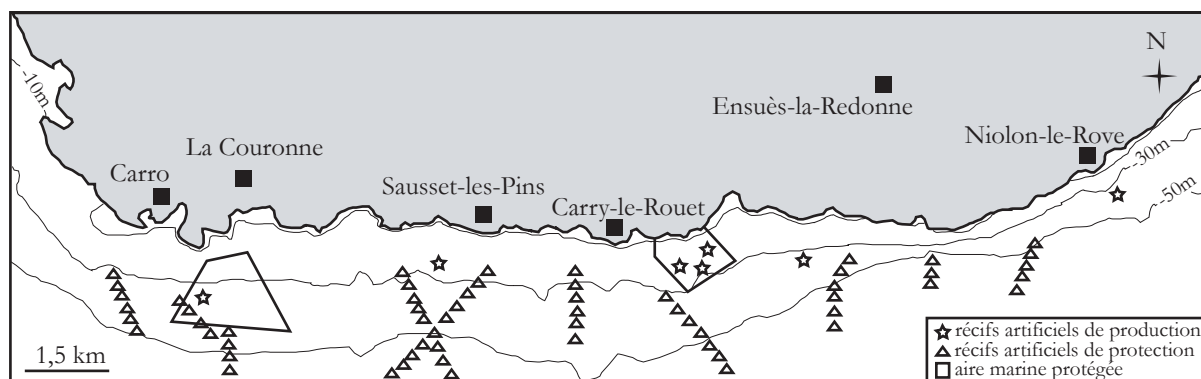 N
--10m
Ensuès-la-Redonne
Niolon-le-Rove
La Couronne
Carro
--30m
Sausset-les-Pins
--50m
Carry-le-Rouet
1,5 km
récifs artificiels de production
récifs artificiels de protection
aire marine protégée